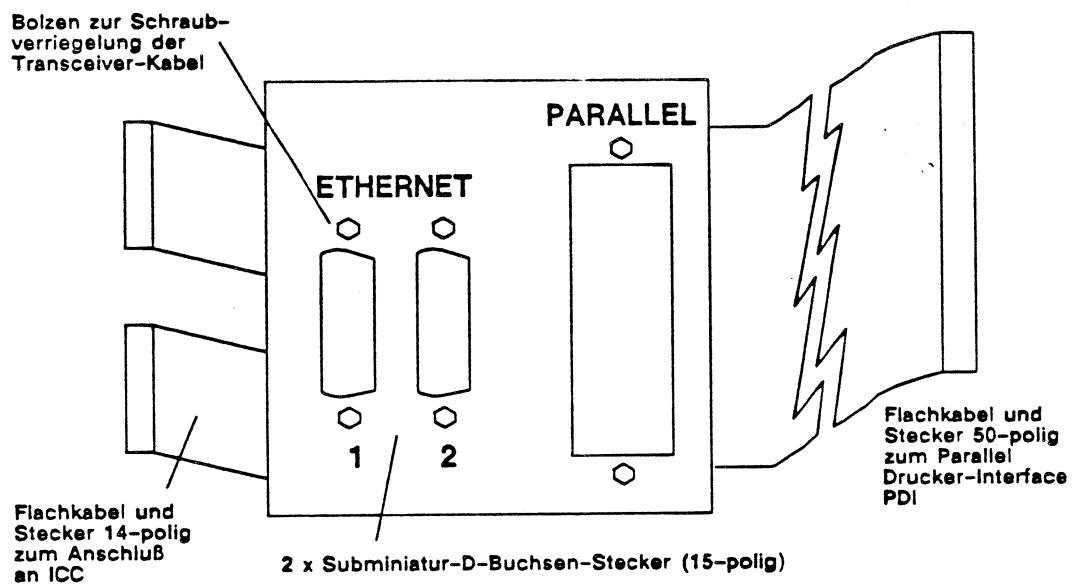 Bolzen zur Schraub-
verriegelung der
Transceiver-Kabel
PARALLEL
ETHERNET
1
2
Flachkabel und
Stecker 50-polig
zum Parallel
Drucker-Interface
PDI
Flachkabel und
Stecker 14-polig
zum Anschluß
an ICC
2 x Subminiatur-D-Buchsen-Stecker (15-polig)